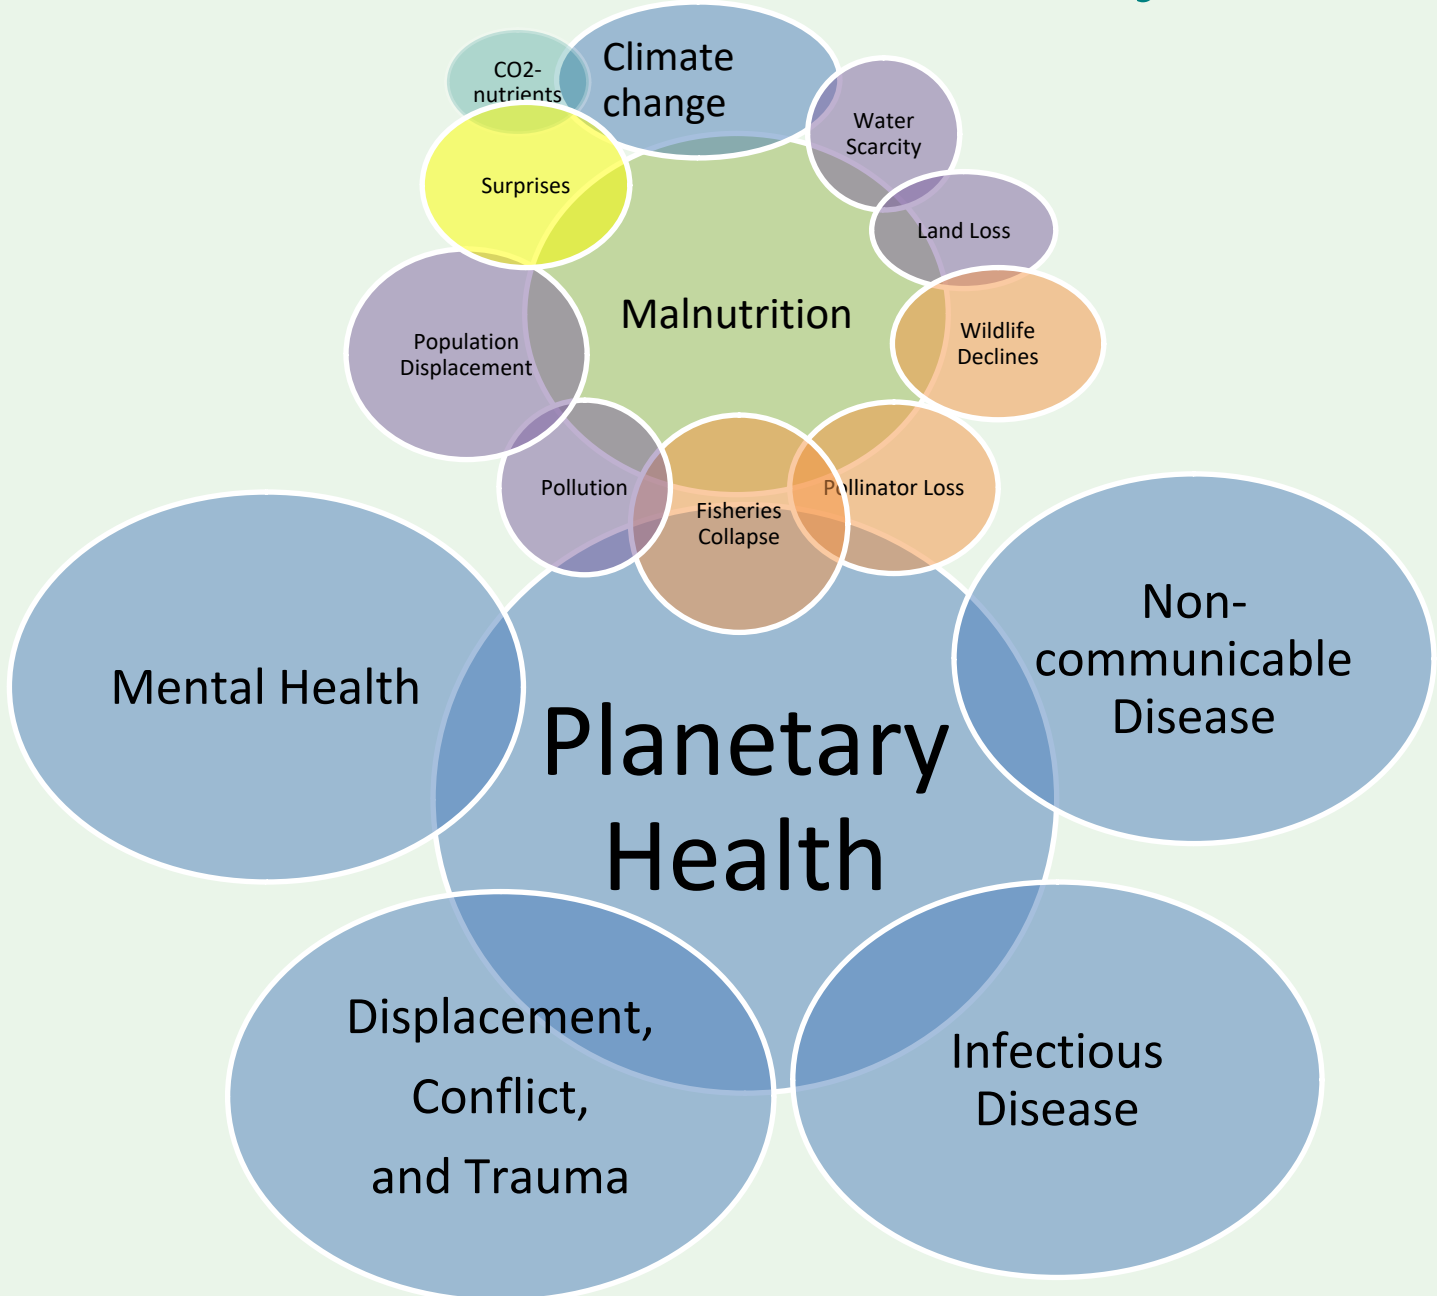 CO2-
nutrients
Climate
change
Water
Scarcity
Surprises
Land Loss
Malnutrition
Wildlife
Declines
Population
Displacement
Pollution
Fisheries
Collapse
Pollinator Loss
Mental Health
Non-
communicable
Disease
Planetary
Health
Displacement,
Conflict,
and Trauma
Infectious
Disease